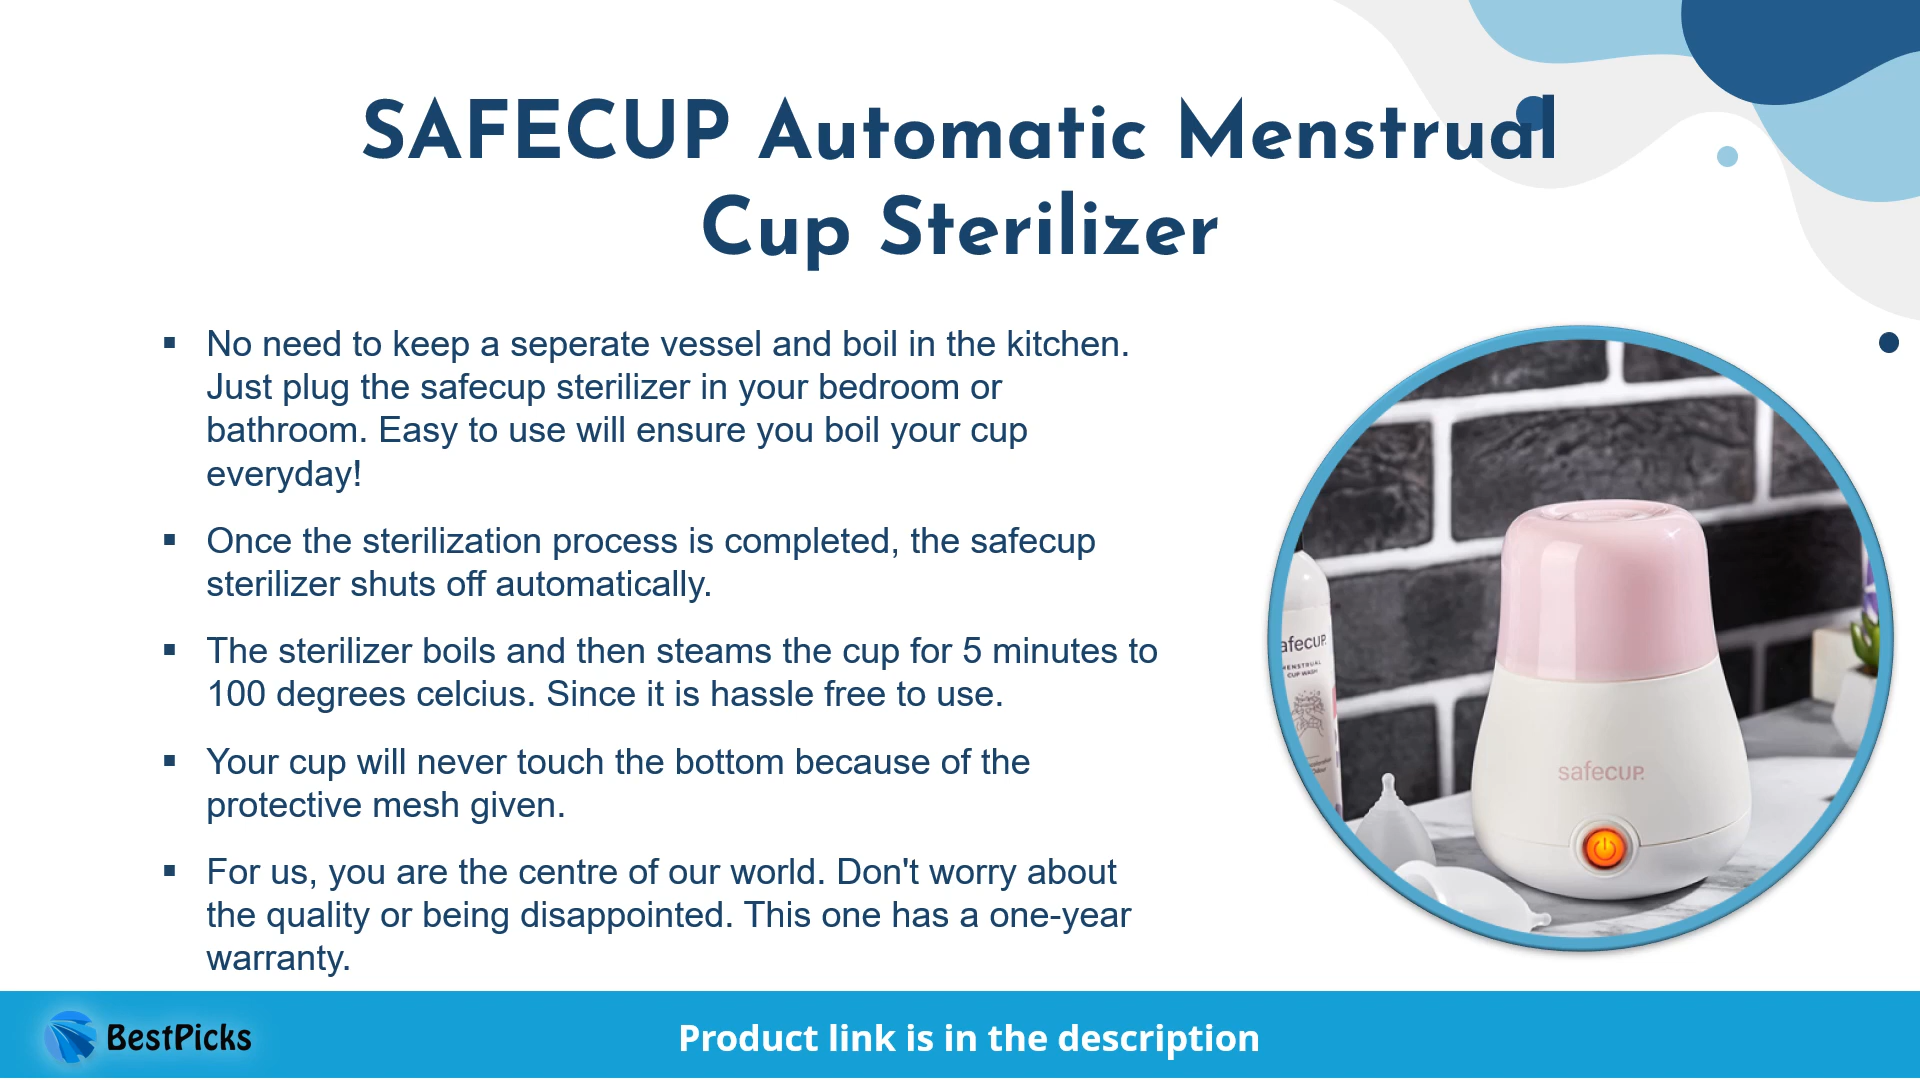 SAFECUP Automatic Menstrual
Cup Sterilizer
▪ No need to keep a seperate vessel and boil in the kitchen.
Just plug the safecup sterilizer in your bedroom or
bathroom. Easy to use will ensure you boil your cup
everyday!
▪ Once the sterilization process is completed, the safecup
sterilizer shuts off automatically.
▪ The sterilizer boils and then steams the cup for 5 minutes to
100 degrees celcius. Since it is hassle free to use.
▪ Your cup will never touch the bottom because of the
protective mesh given.
▪ For us, you are the centre of our world. Don't worry about
the quality or being disappointed. This one has a one-year
warranty.
afecup
MENSTRUAL
CUP WASH
safecup
BestPicks
Product link is in the description